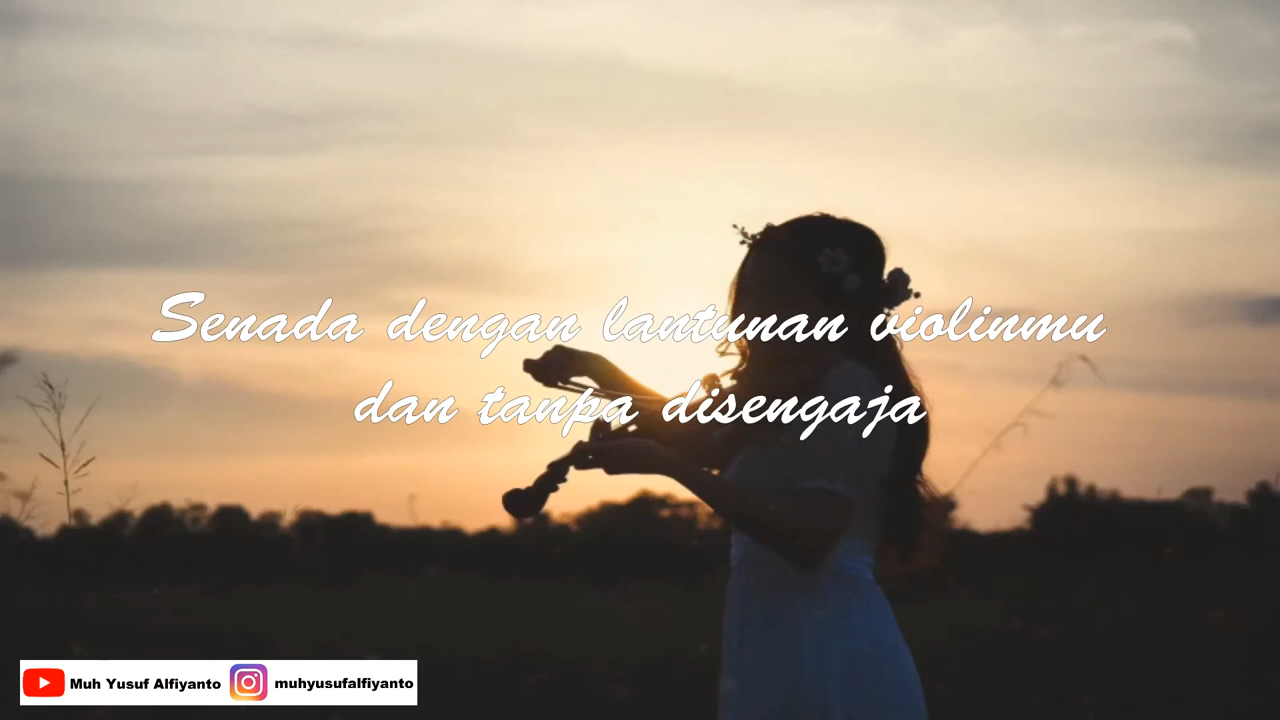 Senada dengan lantunan violinmu
dan tanpa disengaja
Muh Yusuf Alfiyanto muhyusufalfiyanto